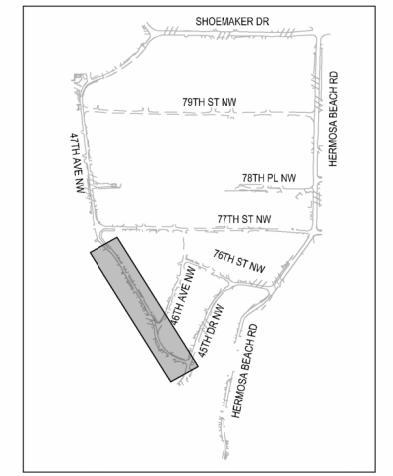 SHOEMAKER DR
79TH ST NW
HERMOSA BEACH RD
47TH AVE NW
78TH PL NW
77TH ST NW
76TH ST NW
46TH AVE NW
45TH DR NW
HERMOSA BEACH RD